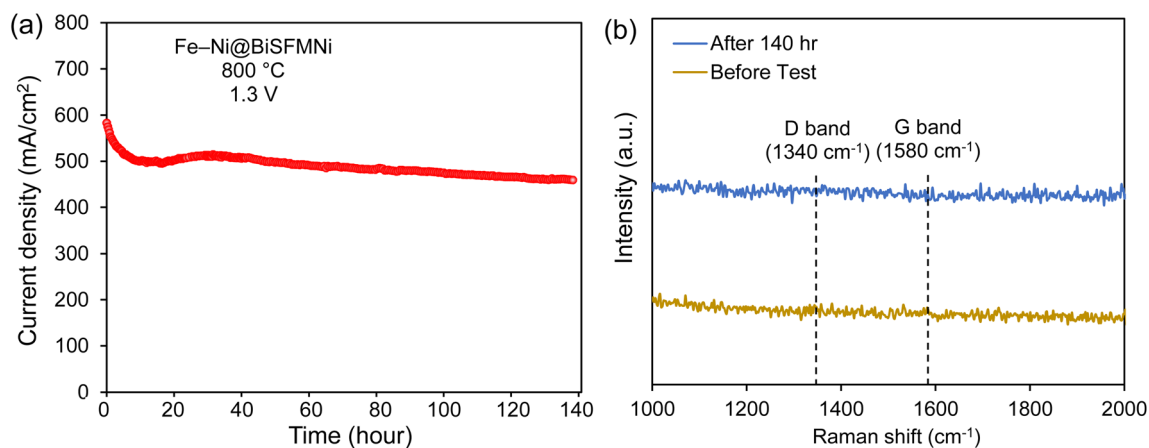 (a)
800
700
600
500
400
300
200
100
0
Current density (mA/cm²)
Fe–Ni@BiSFMNi
800 °C
1.3 V
0
20
40
60
80
100
120
140
Time (hour)
(b)
After 140 hr
Before Test
D band
(1340 cm⁻¹)
G band
(1580 cm⁻¹)
Intensity (a.u.)
1000
1200
1400
1600
1800
2000
Raman shift (cm⁻¹)